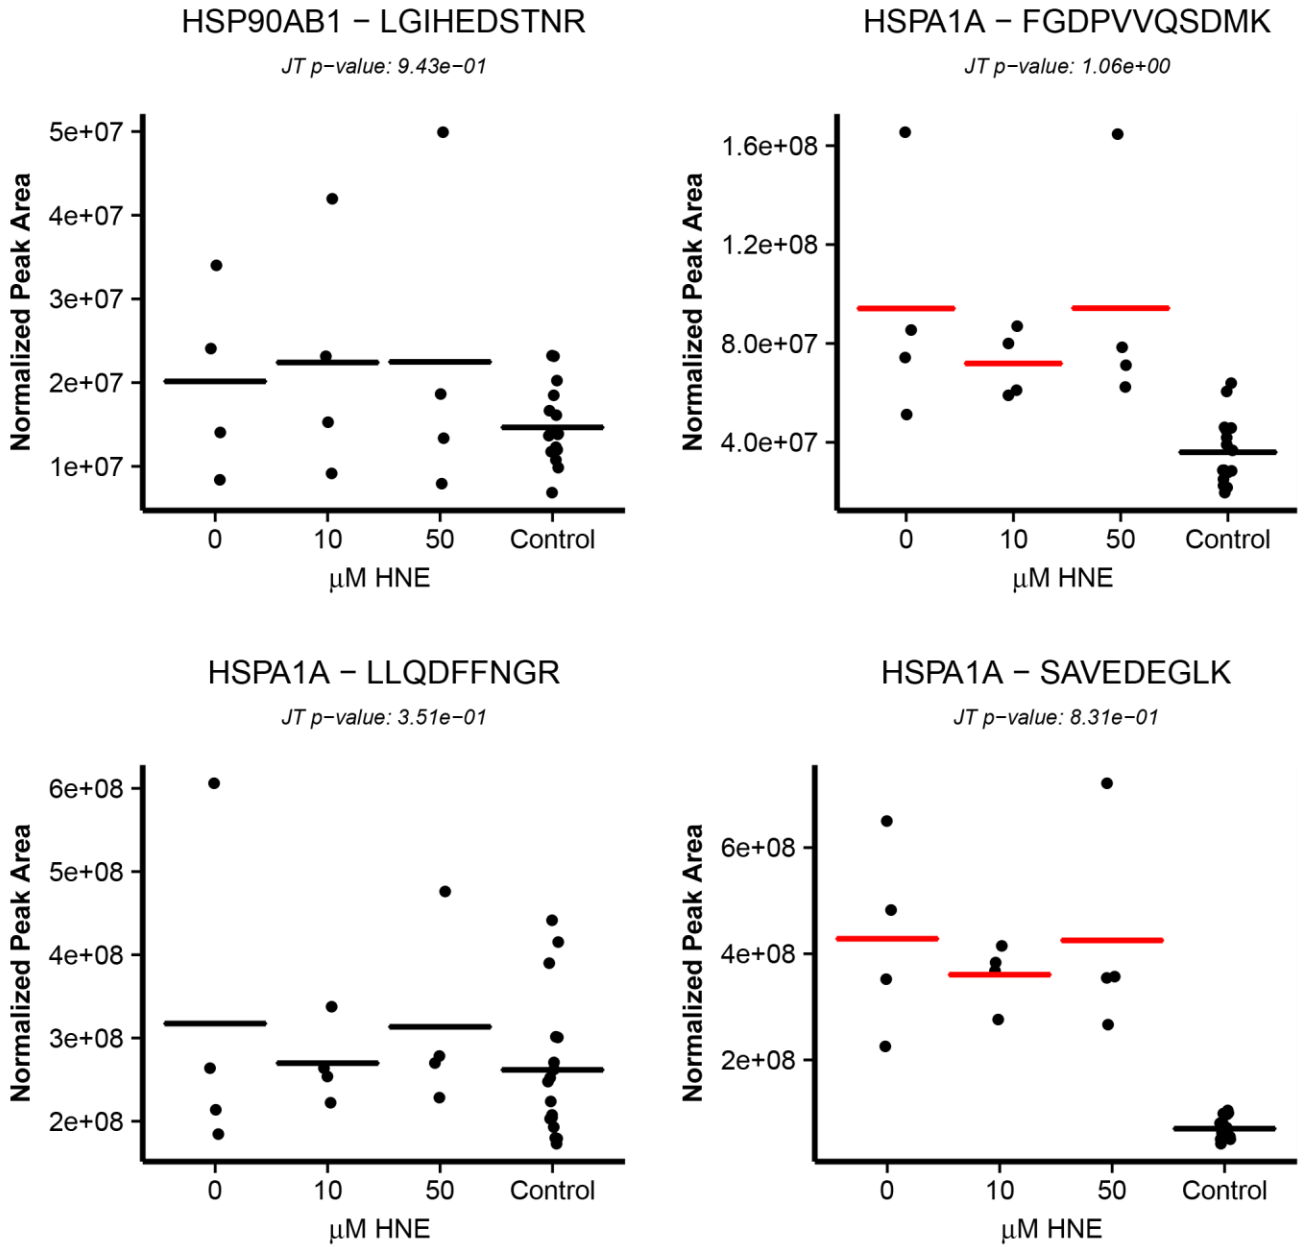 HSP90AB1 − LGIHEDSTNR
JT p−value: 9.43e−01
Normalized Peak Area
5e+07
4e+07
3e+07
2e+07
1e+07
0 10 50 Control
μM HNE
HSPA1A − FGDPVVQSDMK
JT p−value: 1.06e+00
Normalized Peak Area
1.6e+08
1.2e+08
8.0e+07
4.0e+07
0 10 50 Control
μM HNE
HSPA1A − LLQDFFNGR
JT p−value: 3.51e−01
Normalized Peak Area
6e+08
5e+08
4e+08
3e+08
2e+08
0 10 50 Control
μM HNE
HSPA1A − SAVEDEGLK
JT p−value: 8.31e−01
Normalized Peak Area
6e+08
4e+08
2e+08
0 10 50 Control
μM HNE